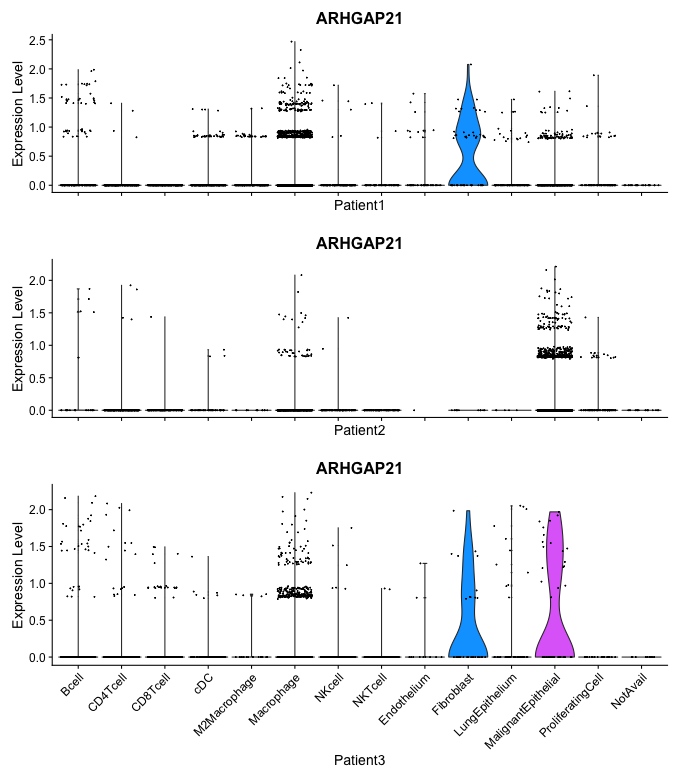 ARHGAP21
Expression Level
2.5
2.0
1.5
1.0
0.5
0.0
Patient1
ARHGAP21
Expression Level
2.0
1.5
1.0
0.5
0.0
Patient2
ARHGAP21
Expression Level
2.0
1.5
1.0
0.5
0.0
Bcell
CD4Tcell
CD8Tcell
cDC
M2Macrophage
Macrophage
NKcell
NKTcell
Endothelium
Fibroblast
LungEpithelium
MalignantEpithelial
ProliferatingCell
NotAvail
Patient3